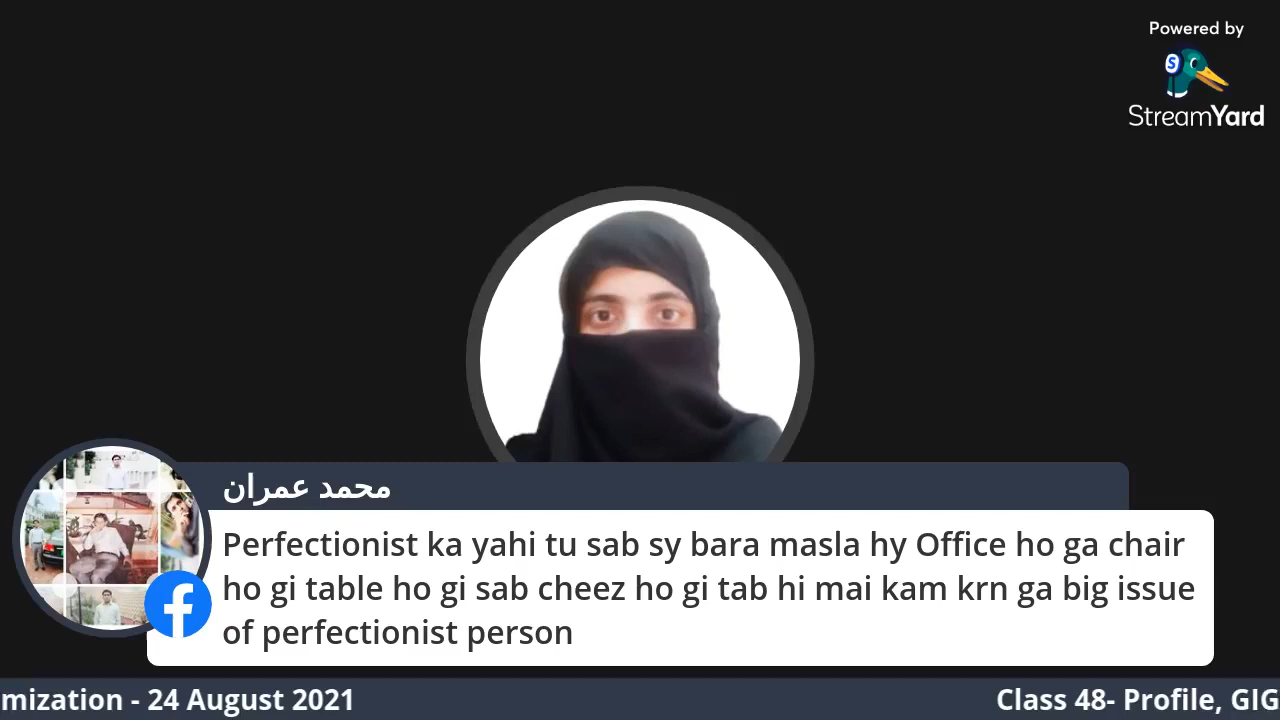 Powered by
S
StreamYard
محمد عمران
Perfectionist ka yahi tu sab sy bara masla hy Office ho ga chair
ho gi table ho gi sab cheez ho gi tab hi mai kam krn ga big issue
of perfectionist person
mization - 24 August 2021
Class 48- Profile, GIG